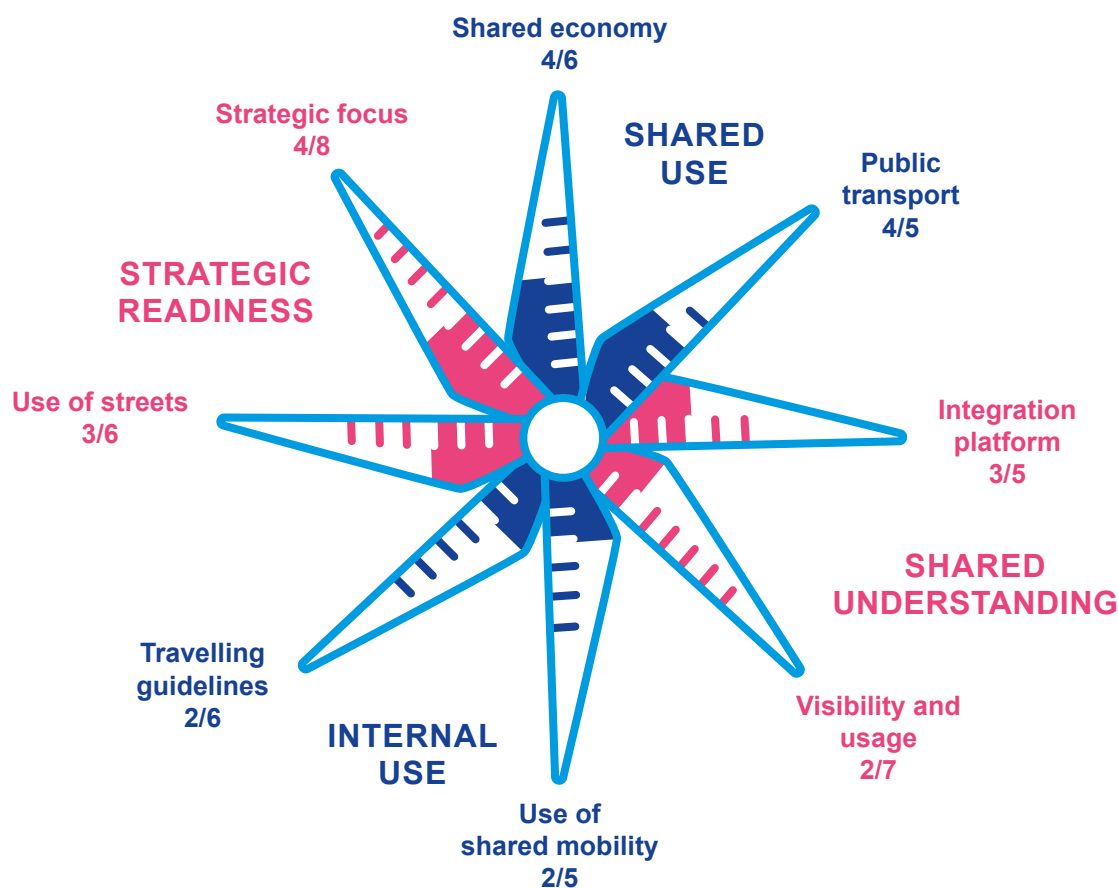 Shared economy
4/6
Strategic focus
4/8
SHARED
USE
Public
transport
4/5
STRATEGIC
READINESS
Use of streets
3/6
Integration
platform
3/5
SHARED
UNDERSTANDING
Travelling
guidelines
2/6
INTERNAL
USE
Visibility and
usage
2/7
Use of
shared mobility
2/5